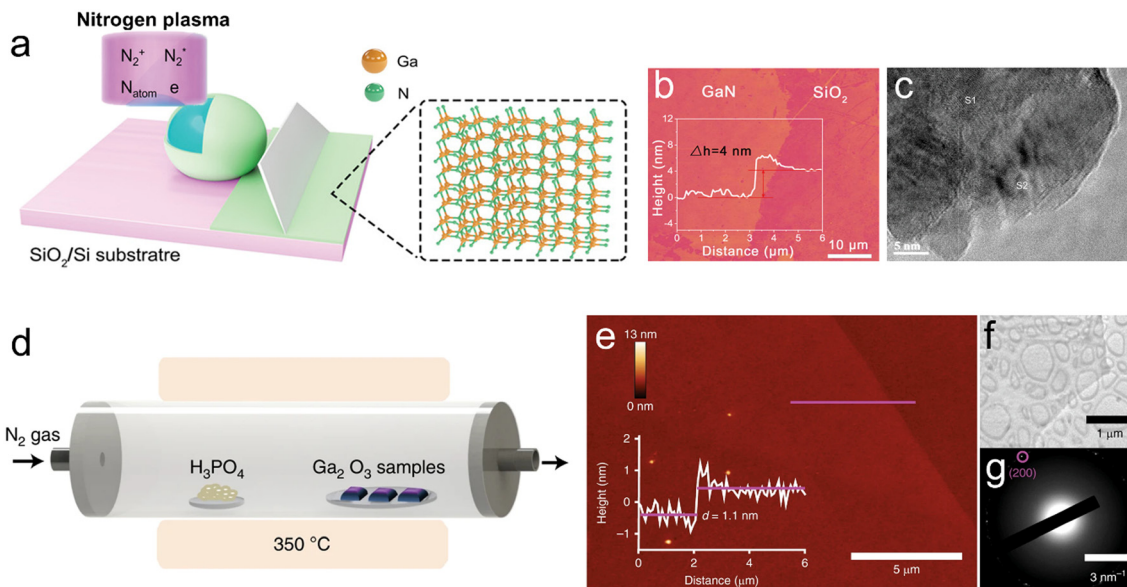 a
Nitrogen plasma
N₂⁺ N₂*
N_atom e
Ga
N
SiO₂/Si substratre
b
GaN SiO₂
Height (nm)
12
8
4
0
-4
△h=4 nm
0 1 2 3 4 5 6
Distance (μm)
10 μm
c
S1
S2
5 nm
d
N₂ gas
H₃PO₄
Ga₂ O₃ samples
350 °C
e
13 nm
0 nm
Height (nm)
2
1
0
−1
d = 1.1 nm
0 2 4 6
Distance (μm)
5 μm
f
1 μm
g
(200)
3 nm⁻¹